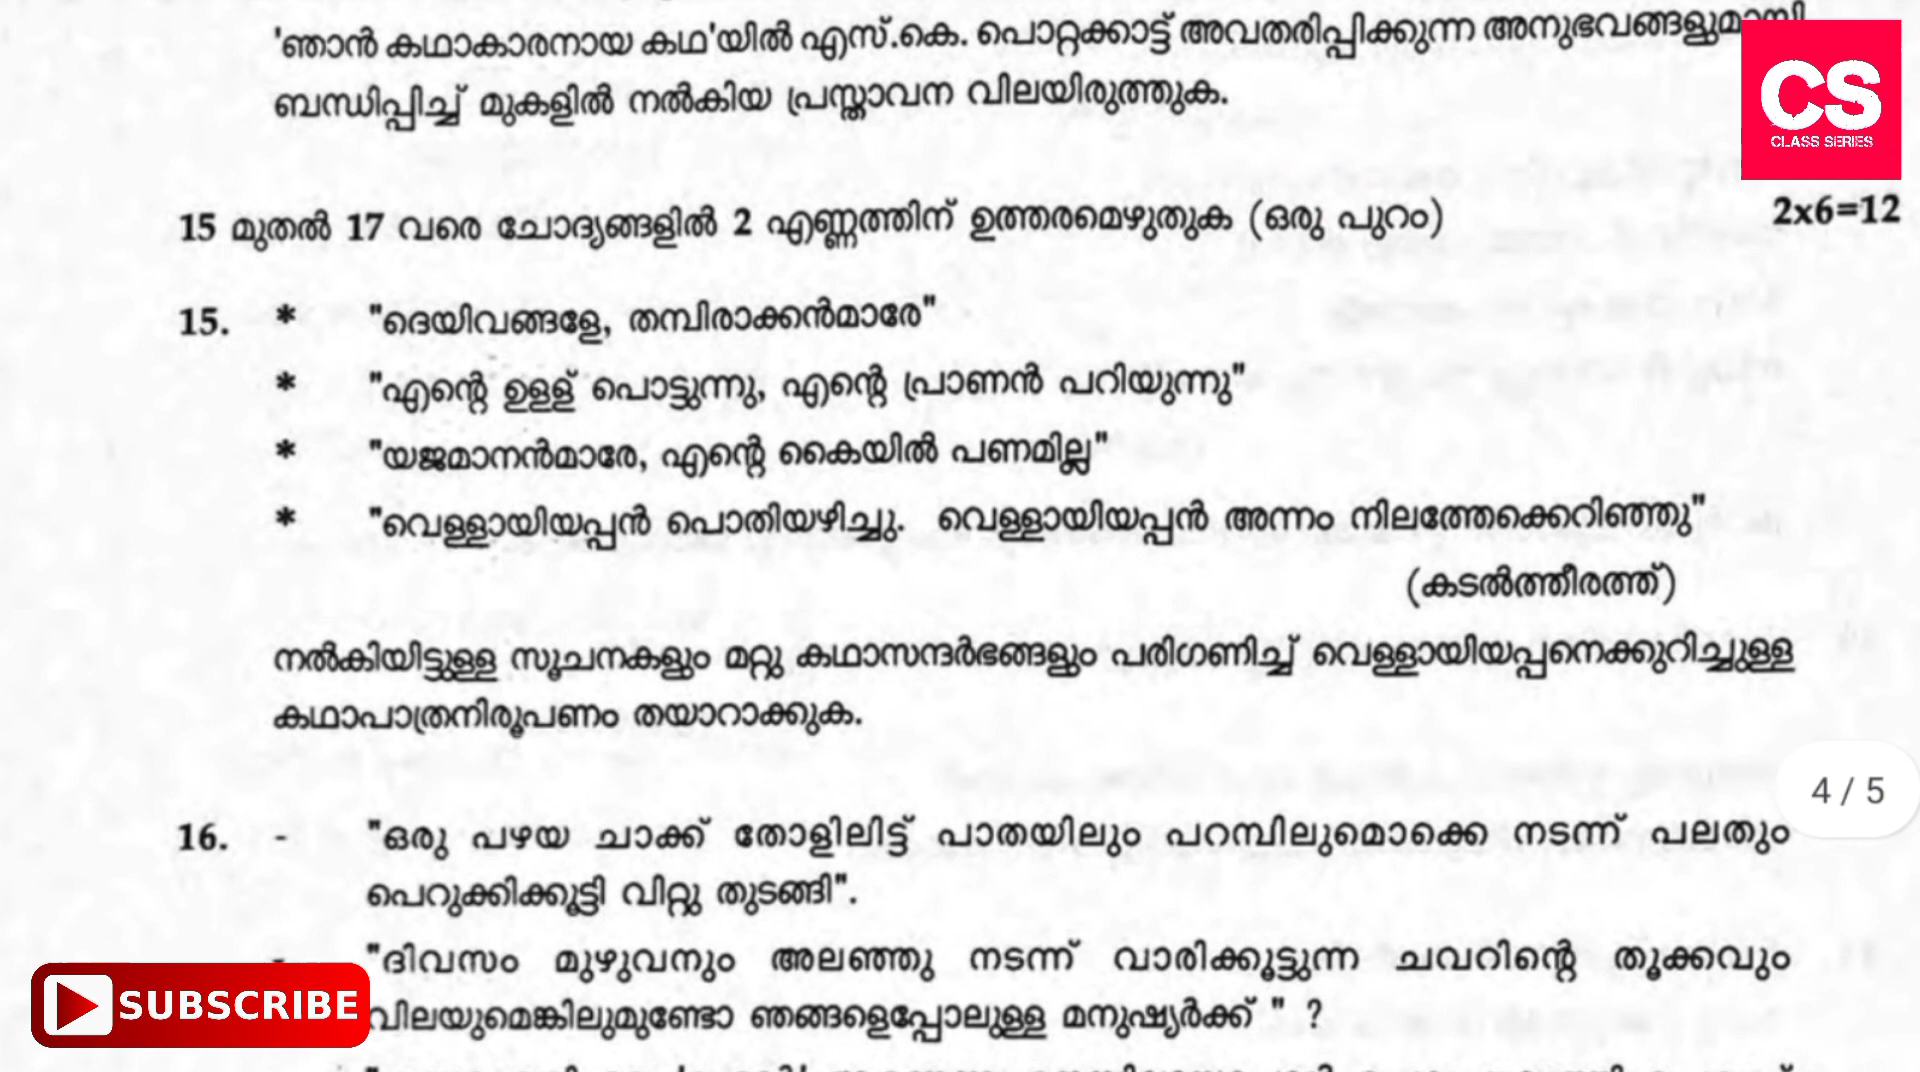 'ഞാൻ കഥാകാരനായ കഥ'യിൽ എസ്.കെ. പൊറ്റക്കാട്ട് അവതരിപ്പിക്കുന്ന
ബന്ധിപ്പിച്ച് മുകളിൽ നൽകിയ പ്രസ്താവന വിലയിരുത്തുക.
CS
CLASS SERIES
15 മുതൽ 17 വരെ ചോദ്യങ്ങളിൽ 2 എണ്ണത്തിന് ഉത്തരമെഴുതുക (ഒരു പുറം) 2x6=12
15. * "ദെയിവങ്ങളേ, തമ്പിരാക്കൻമാരേ"
* "എന്റെ ഉളള് പൊട്ടുന്നു, എന്റെ പ്രാണൻ പറിയുന്നു"
* "യജമാനൻമാരേ, എന്റെ കൈയിൽ പണമില്ല"
* "വെള്ളായിയപ്പൻ പൊതിയഴിച്ചു. വെള്ളായിയപ്പൻ അന്നം നിലത്തേക്കെറിഞ്ഞു"
(കടൽത്തീരത്ത്)
നൽകിയിട്ടുള്ള സൂചനകളും മറ്റു കഥാസന്ദർഭങ്ങളും പരിഗണിച്ച് വെള്ളായിയപ്പനെക്കുറിച്ചുള്ള
കഥാപാത്രനിരൂപണം തയാറാക്കുക.
4 / 5
16. - "ഒരു പഴയ ചാക്ക് തോളിലിട്ട് പാതയിലും പറമ്പിലുമൊക്കെ നടന്ന് പലതും
പെറുക്കിക്കൂട്ടി വിറ്റു തുടങ്ങി".
"ദിവസം മുഴുവനും അലഞ്ഞു നടന്ന് വാരിക്കൂട്ടുന്ന ചവറിന്റെ തൂക്കവും
വിലയുമെങ്കിലുമുണ്ടോ ഞങ്ങളെപ്പോലുള്ള മനുഷ്യർക്ക് " ?
SUBSCRIBE